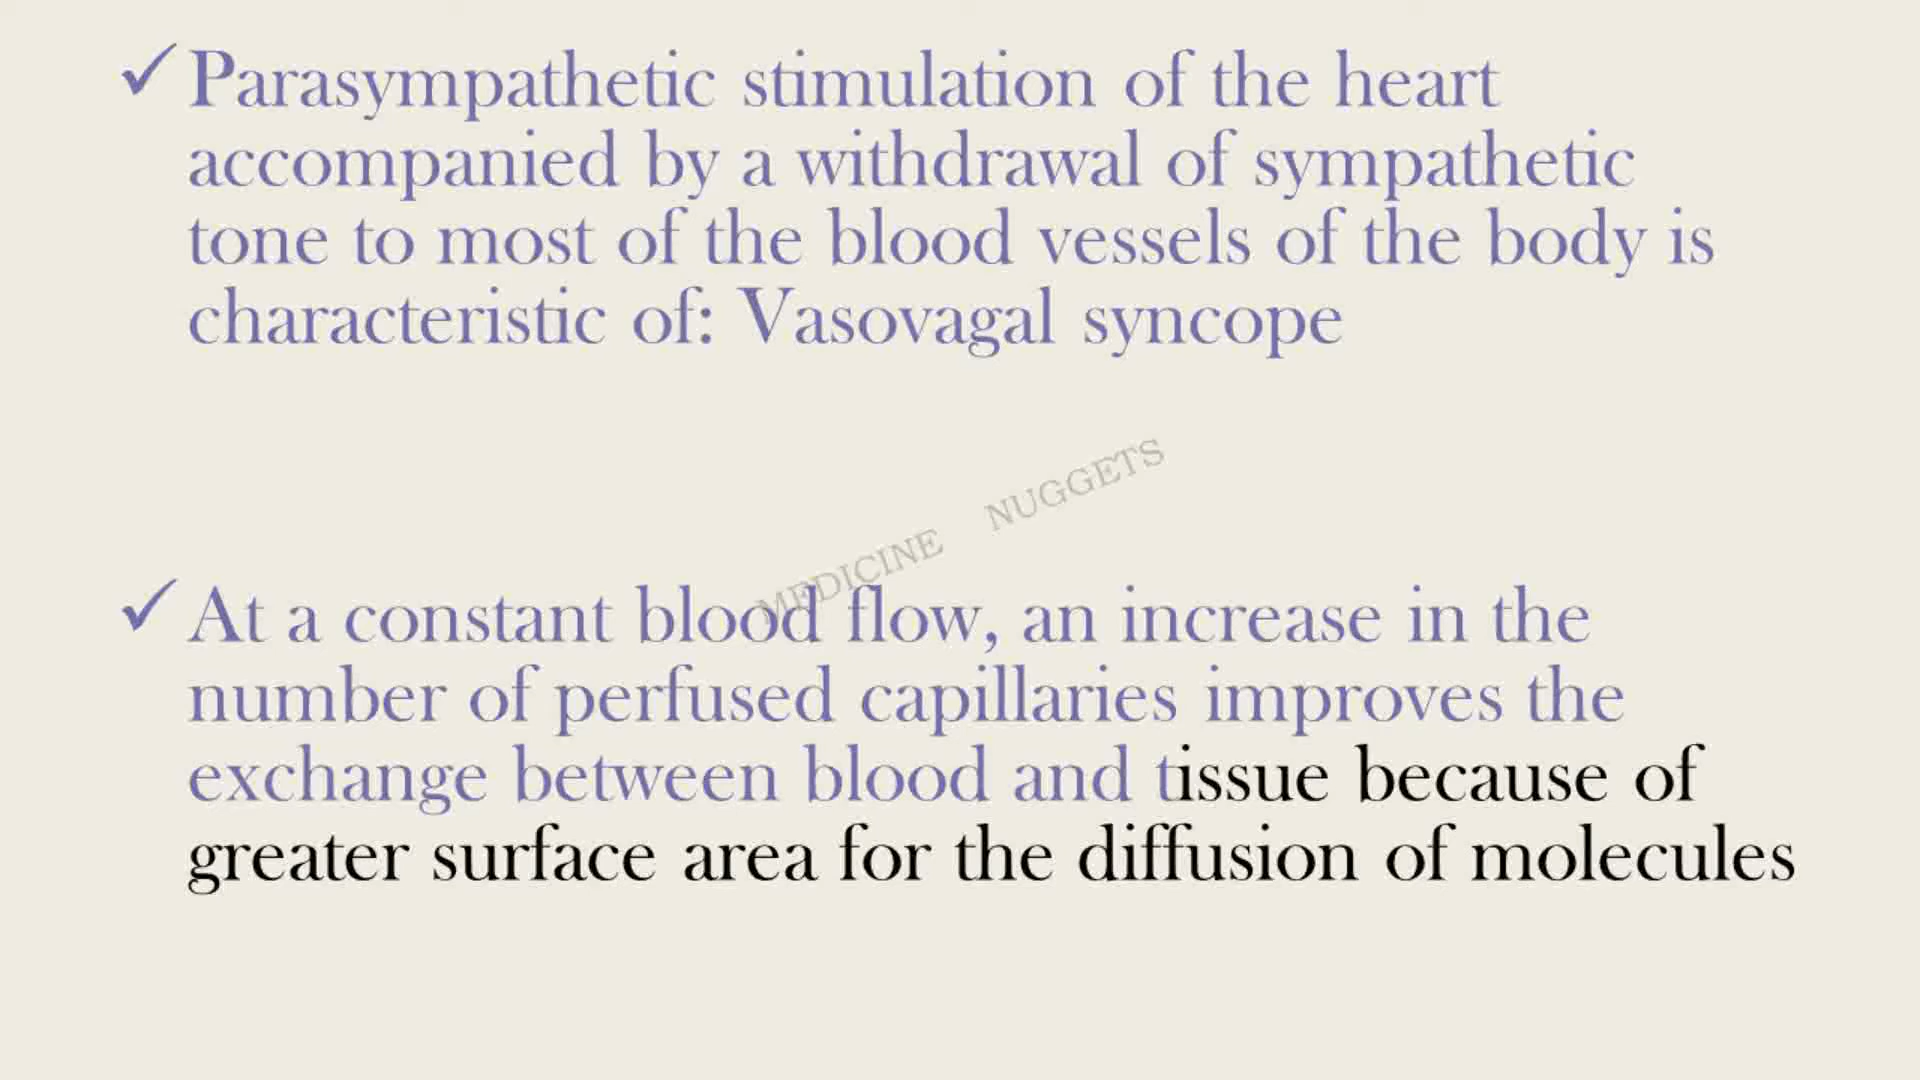 ✓ Parasympathetic stimulation of the heart
accompanied by a withdrawal of sympathetic
tone to most of the blood vessels of the body is
characteristic of: Vasovagal syncope
MEDICINE NUGGETS
✓ At a constant blood flow, an increase in the
number of perfused capillaries improves the
exchange between blood and tissue because of
greater surface area for the diffusion of molecules